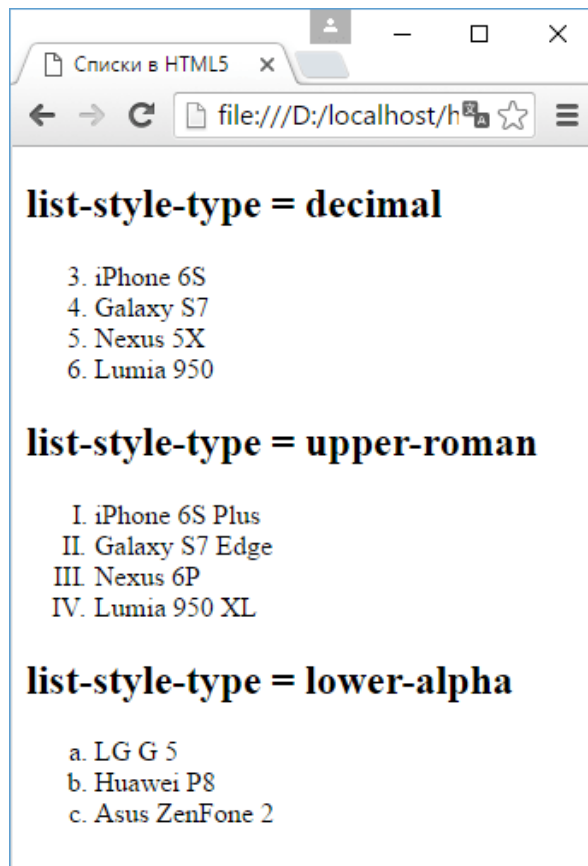 Списки в HTML5
file:///D:/localhost/h
list-style-type = decimal
3. iPhone 6S
4. Galaxy S7
5. Nexus 5X
6. Lumia 950
list-style-type = upper-roman
I. iPhone 6S Plus
II. Galaxy S7 Edge
III. Nexus 6P
IV. Lumia 950 XL
list-style-type = lower-alpha
a. LG G 5
b. Huawei P8
c. Asus ZenFone 2